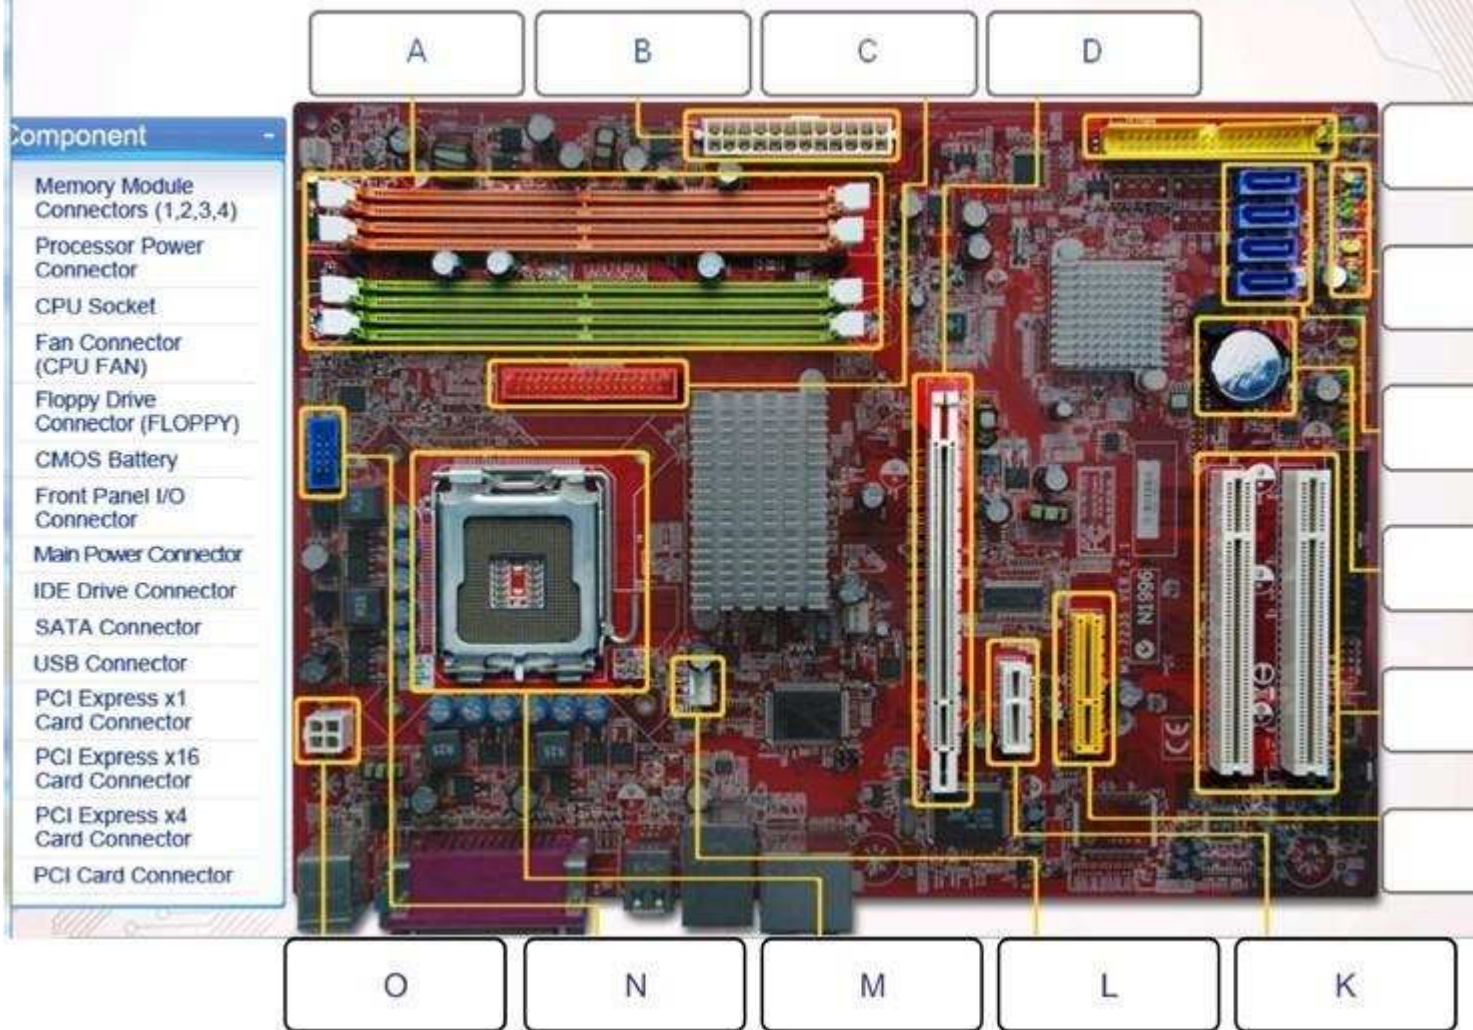 A
B
C
D
Component -
Memory Module
Connectors (1,2,3,4)
Processor Power
Connector
CPU Socket
Fan Connector
(CPU FAN)
Floppy Drive
Connector (FLOPPY)
CMOS Battery
Front Panel I/O
Connector
Main Power Connector
IDE Drive Connector
SATA Connector
USB Connector
PCI Express x1
Card Connector
PCI Express x16
Card Connector
PCI Express x4
Card Connector
PCI Card Connector
N1996
CE
O
N
M
L
K